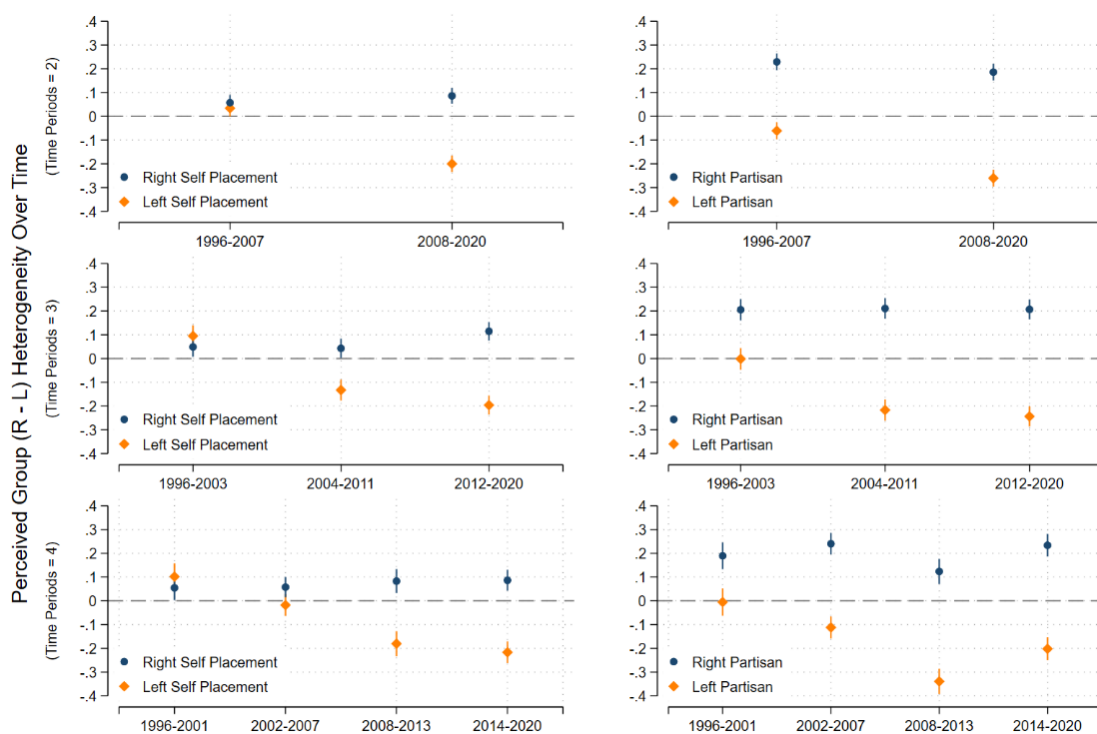 Perceived Group (R - L) Heterogeneity Over Time
(Time Periods = 2)
.4
.3
.2
.1
0
-.1
-.2
-.3
-.4
Right Self Placement
Left Self Placement
1996-2007 2008-2020
.4
.3
.2
.1
0
-.1
-.2
-.3
-.4
Right Partisan
Left Partisan
1996-2007 2008-2020
(Time Periods = 3)
.4
.3
.2
.1
0
-.1
-.2
-.3
-.4
Right Self Placement
Left Self Placement
1996-2003 2004-2011 2012-2020
.4
.3
.2
.1
0
-.1
-.2
-.3
-.4
Right Partisan
Left Partisan
1996-2003 2004-2011 2012-2020
(Time Periods = 4)
.4
.3
.2
.1
0
-.1
-.2
-.3
-.4
Right Self Placement
Left Self Placement
1996-2001 2002-2007 2008-2013 2014-2020
.4
.3
.2
.1
0
-.1
-.2
-.3
-.4
Right Partisan
Left Partisan
1996-2001 2002-2007 2008-2013 2014-2020